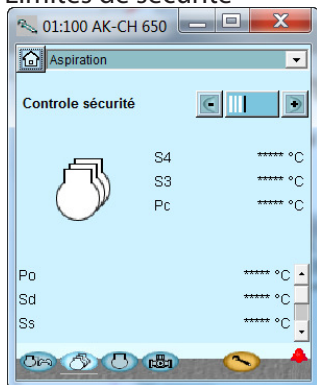 Limites de sécurité
01:100 AK-CH 650
Aspiration
Controle sécurité
S4 ***** °C
S3 ***** °C
Pc ***** °C
Po ***** °C
Sd ***** °C
Ss ***** °C